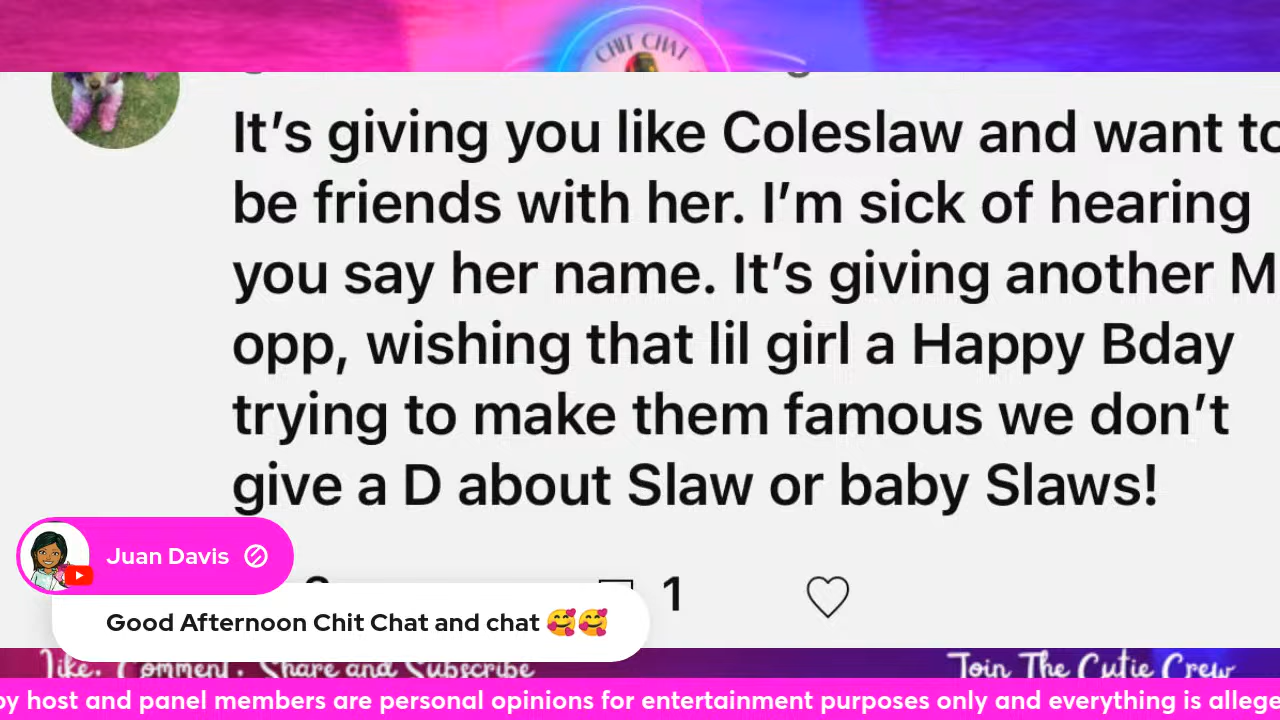 CHIT CHAT
It’s giving you like Coleslaw and want to
be friends with her. I’m sick of hearing
you say her name. It’s giving another M
opp, wishing that lil girl a Happy Bday
trying to make them famous we don’t
give a D about Slaw or baby Slaws!
1
Juan Davis
Good Afternoon Chit Chat and chat 🥰🥰
Like. Comment. Share and Subscribe
Join The Cutie Crew
by host and panel members are personal opinions for entertainment purposes only and everything is allege